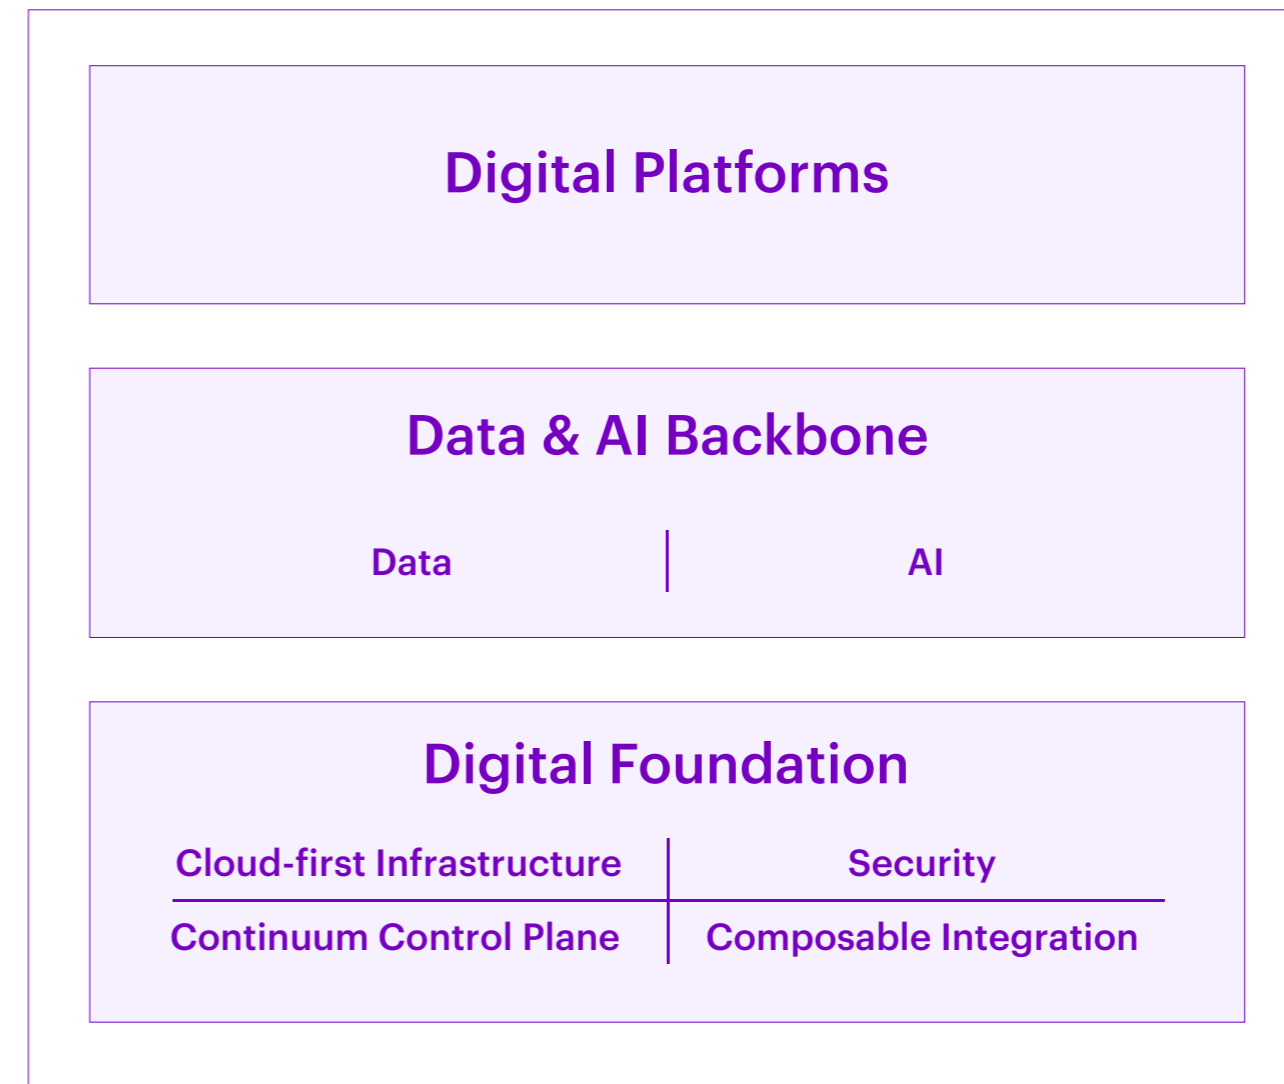 Digital Platforms
Data & AI Backbone
Data
AI
Digital Foundation
Cloud-first Infrastructure
Security
Continuum Control Plane
Composable Integration